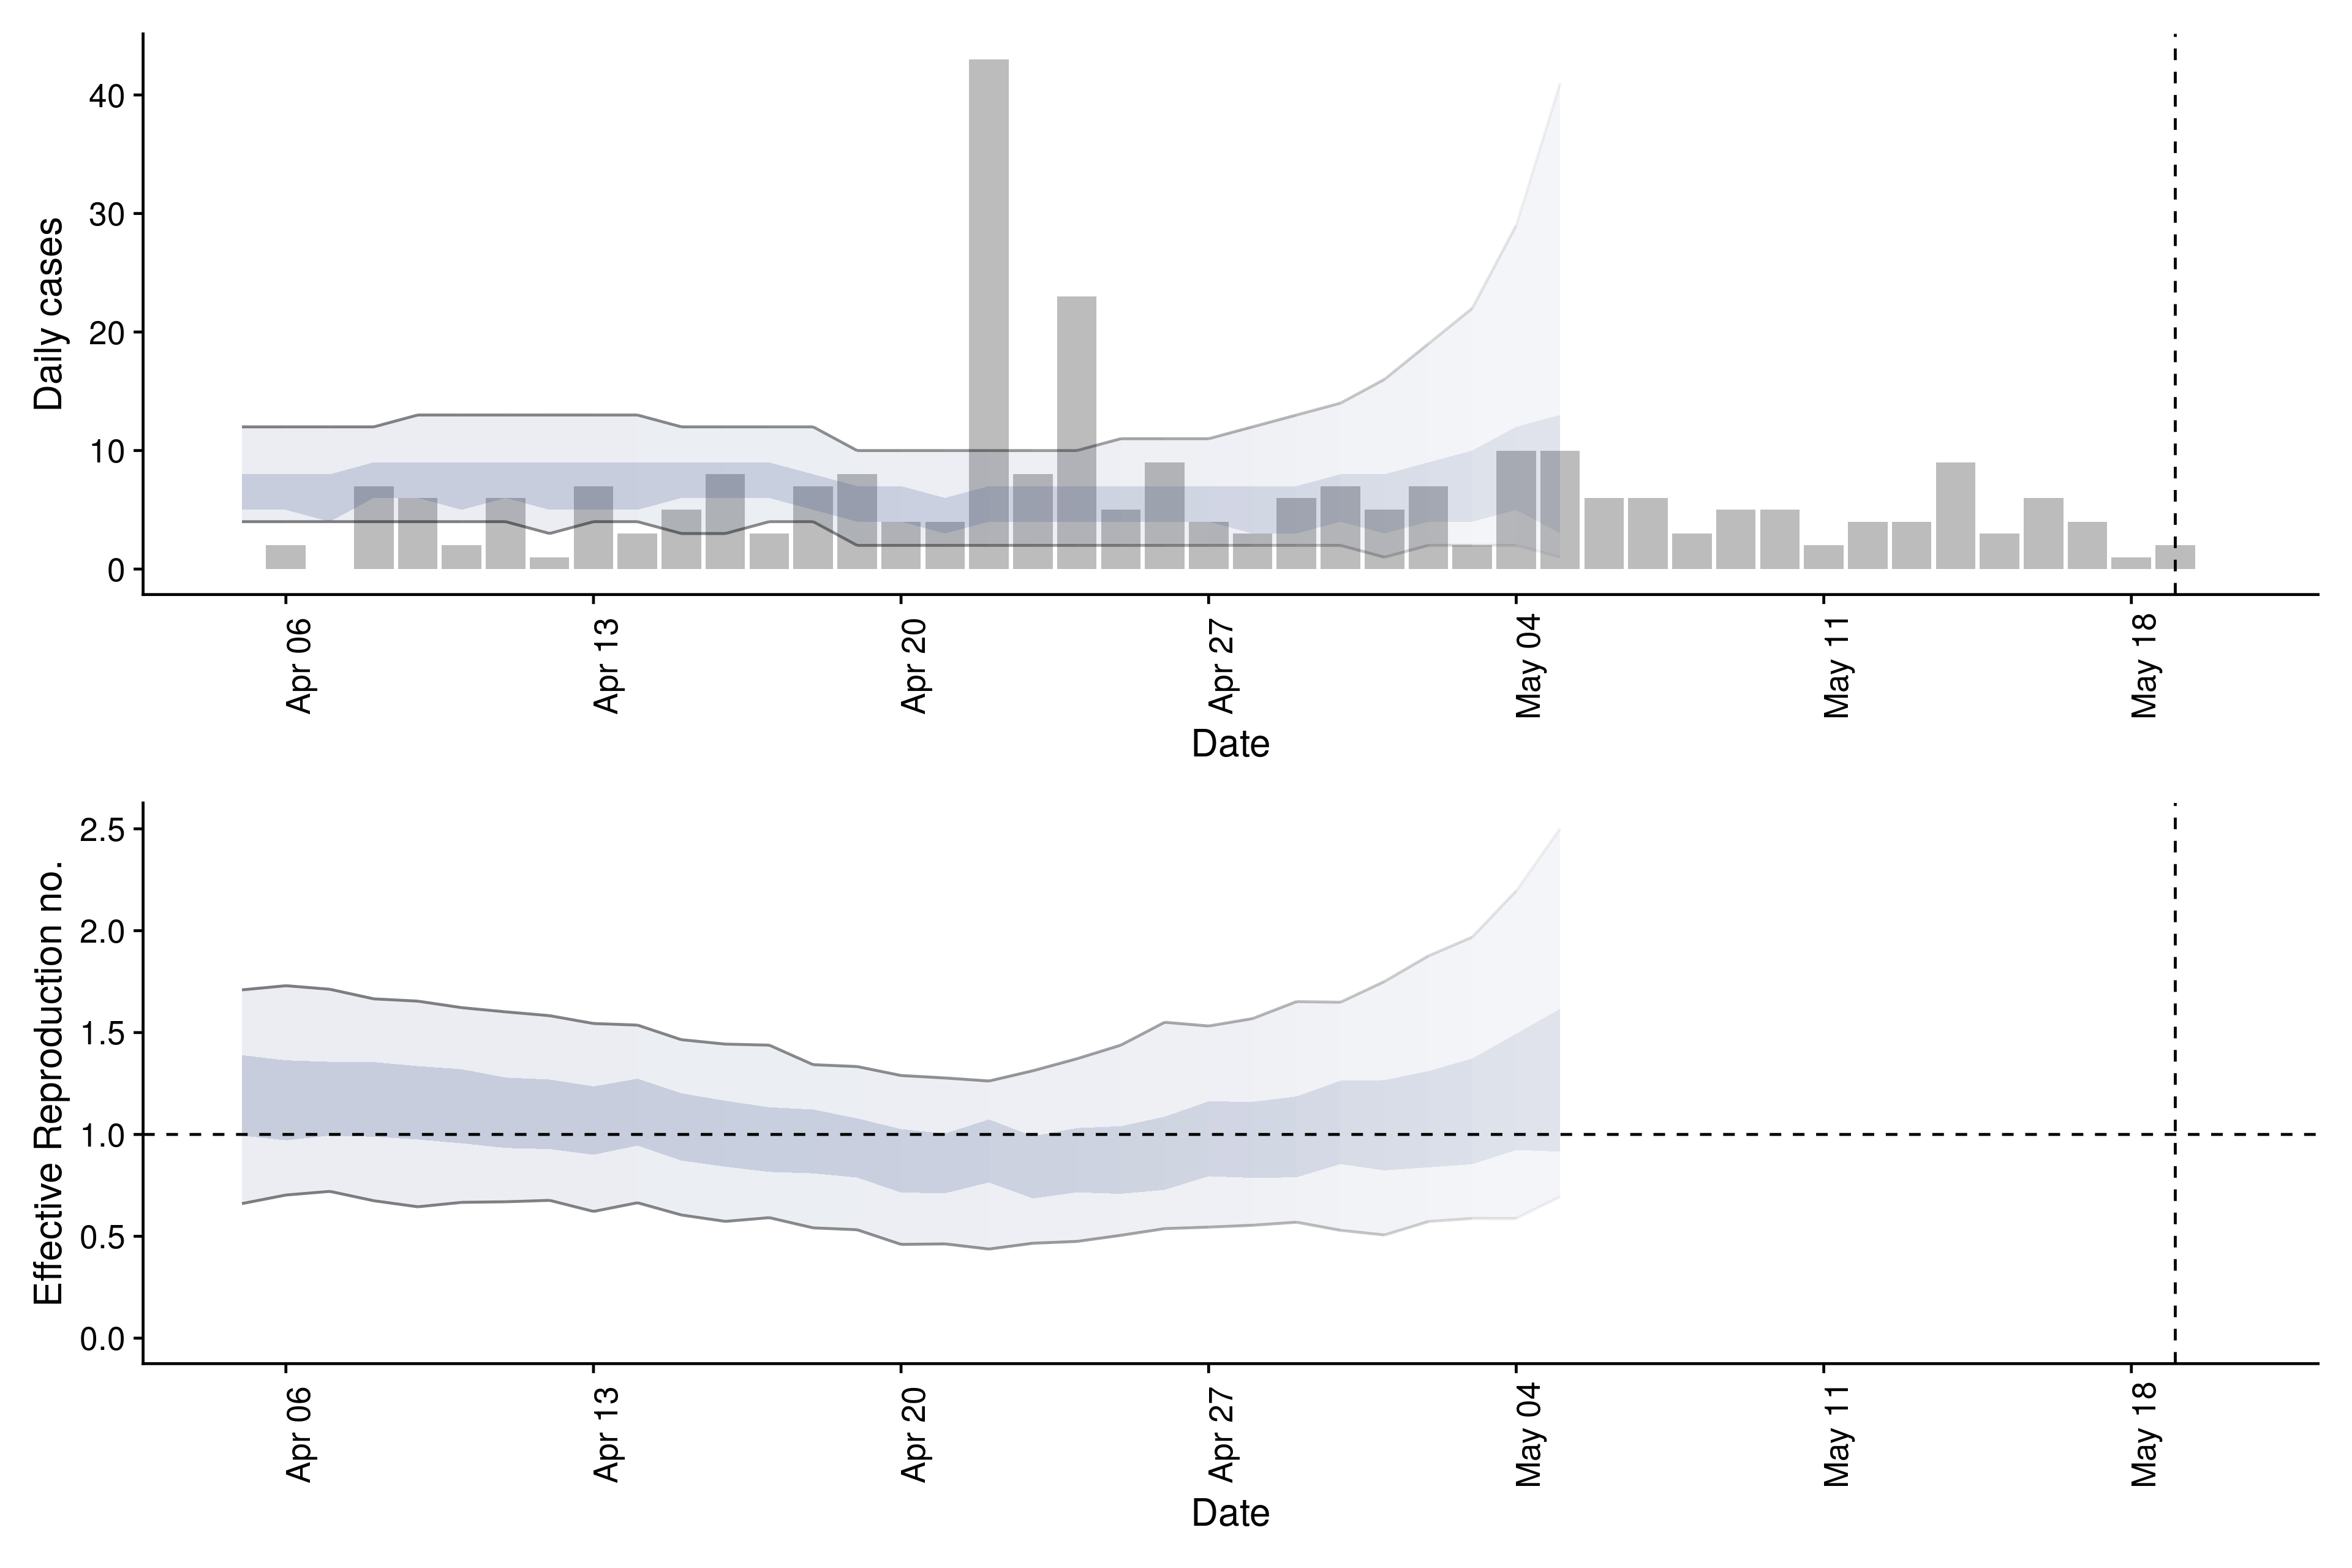 Daily cases
40
30
20
10
0
Apr 06
Apr 13
Apr 20
Apr 27
May 04
May 11
May 18
Date
Effective Reproduction no.
2.5
2.0
1.5
1.0
0.5
0.0
Apr 06
Apr 13
Apr 20
Apr 27
May 04
May 11
May 18
Date